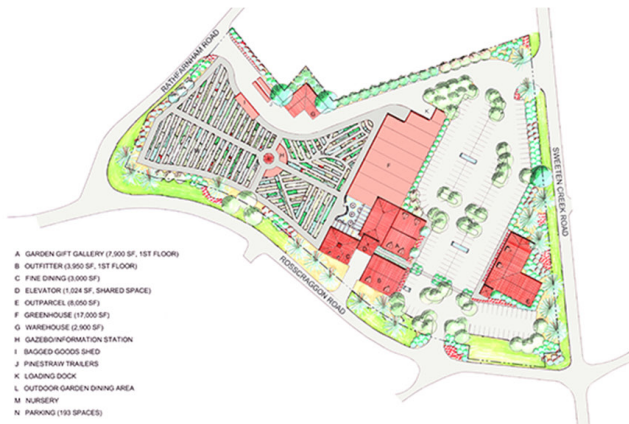 RATHFARNHAM ROAD
SWEETEN CREEK ROAD
ROSSCRAGGON ROAD
A GARDEN GIFT GALLERY (7,900 SF, 1ST FLOOR)
B OUTFITTER (3,950 SF, 1ST FLOOR)
C FINE DINING (3,000 SF)
D ELEVATOR (1,024 SF, SHARED SPACE)
E OUTPARCEL (8,050 SF)
F GREENHOUSE (17,000 SF)
G WAREHOUSE (2,900 SF)
H GAZEBO/INFORMATION STATION
I BAGGED GOODS SHED
J PINESTRAW TRAILERS
K LOADING DOCK
L OUTDOOR GARDEN DINING AREA
M NURSERY
N PARKING (193 SPACES)